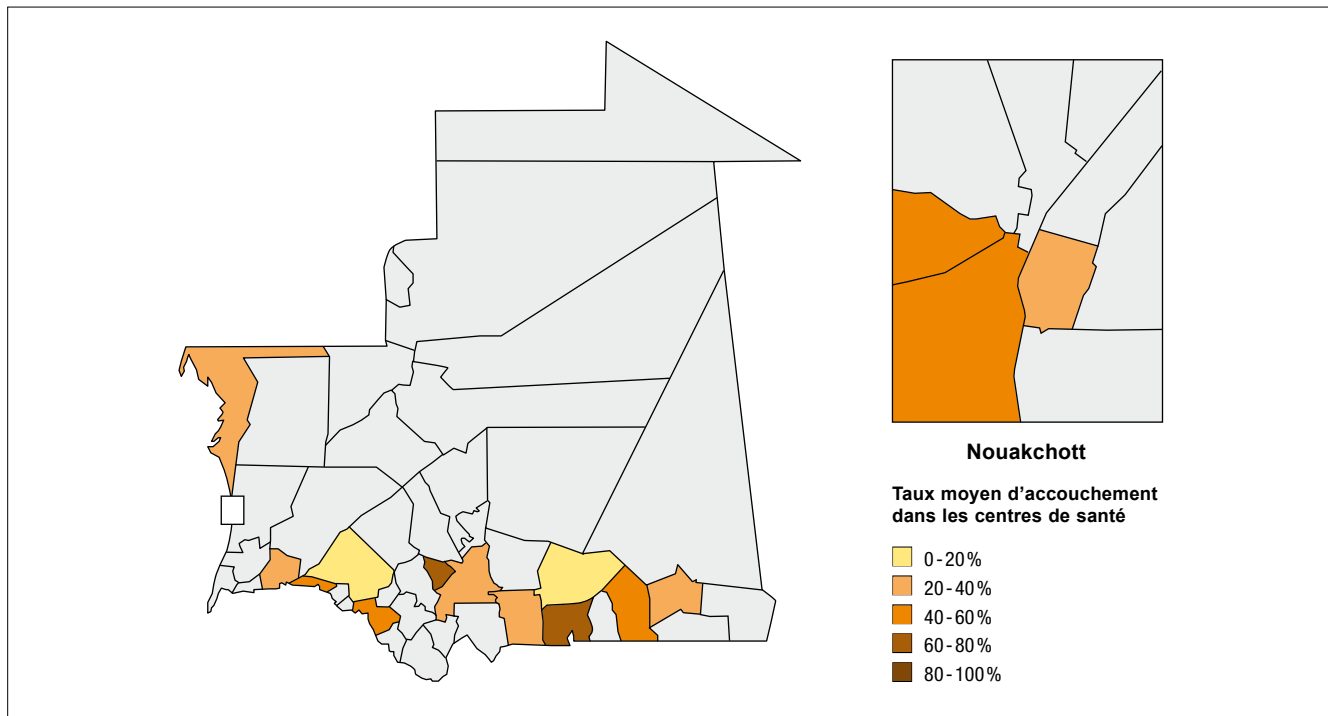 Nouakchott
Taux moyen d’accouchement
dans les centres de santé
0-20%
20-40%
40-60%
60-80%
80-100%